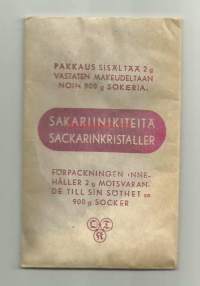 PAKKAUS SISÄLTÄÄ 2 g
VASTATEN MAKEUDELTAAN
NOIN 900 g SOKERIA.
SAKARIINIKITEITÄ
SACKARINKRISTALLER
FÖRPACKNINGEN INNE-
HÅLLER 2 g MOTSVARAN-
DE TILL SIN SÖTHET ca
900 g SOCKER